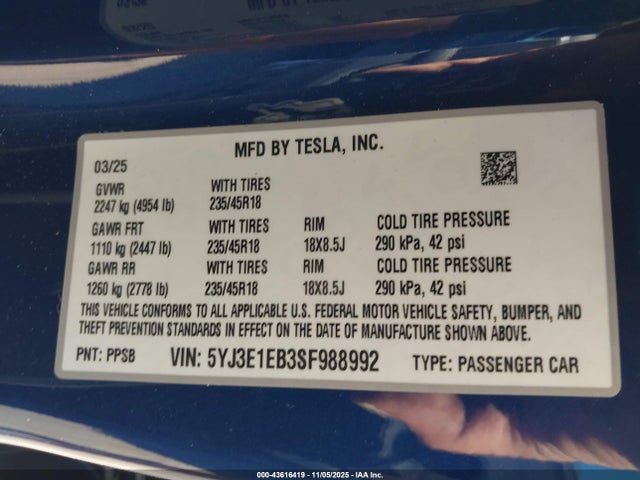 MFD BY TESLA, INC.
03/25
GVWR WITH TIRES
2247 kg (4954 lb) 235/45R18
GAWR FRT WITH TIRES RIM COLD TIRE PRESSURE
1110 kg (2447 lb) 235/45R18 18X8.5J 290 kPa, 42 psi
GAWR RR WITH TIRES RIM COLD TIRE PRESSURE
1260 kg (2778 lb) 235/45R18 18X8.5J 290 kPa, 42 psi
THIS VEHICLE CONFORMS TO ALL APPLICABLE U.S. FEDERAL MOTOR VEHICLE SAFETY, BUMPER, AND
THEFT PREVENTION STANDARDS IN EFFECT ON THE DATE OF MANUFACTURE SHOWN ABOVE.
PNT: PPSB VIN: 5YJ3E1EB3SF988992 TYPE: PASSENGER CAR
000-43616419 - 11/05/2025 - IAA Inc.